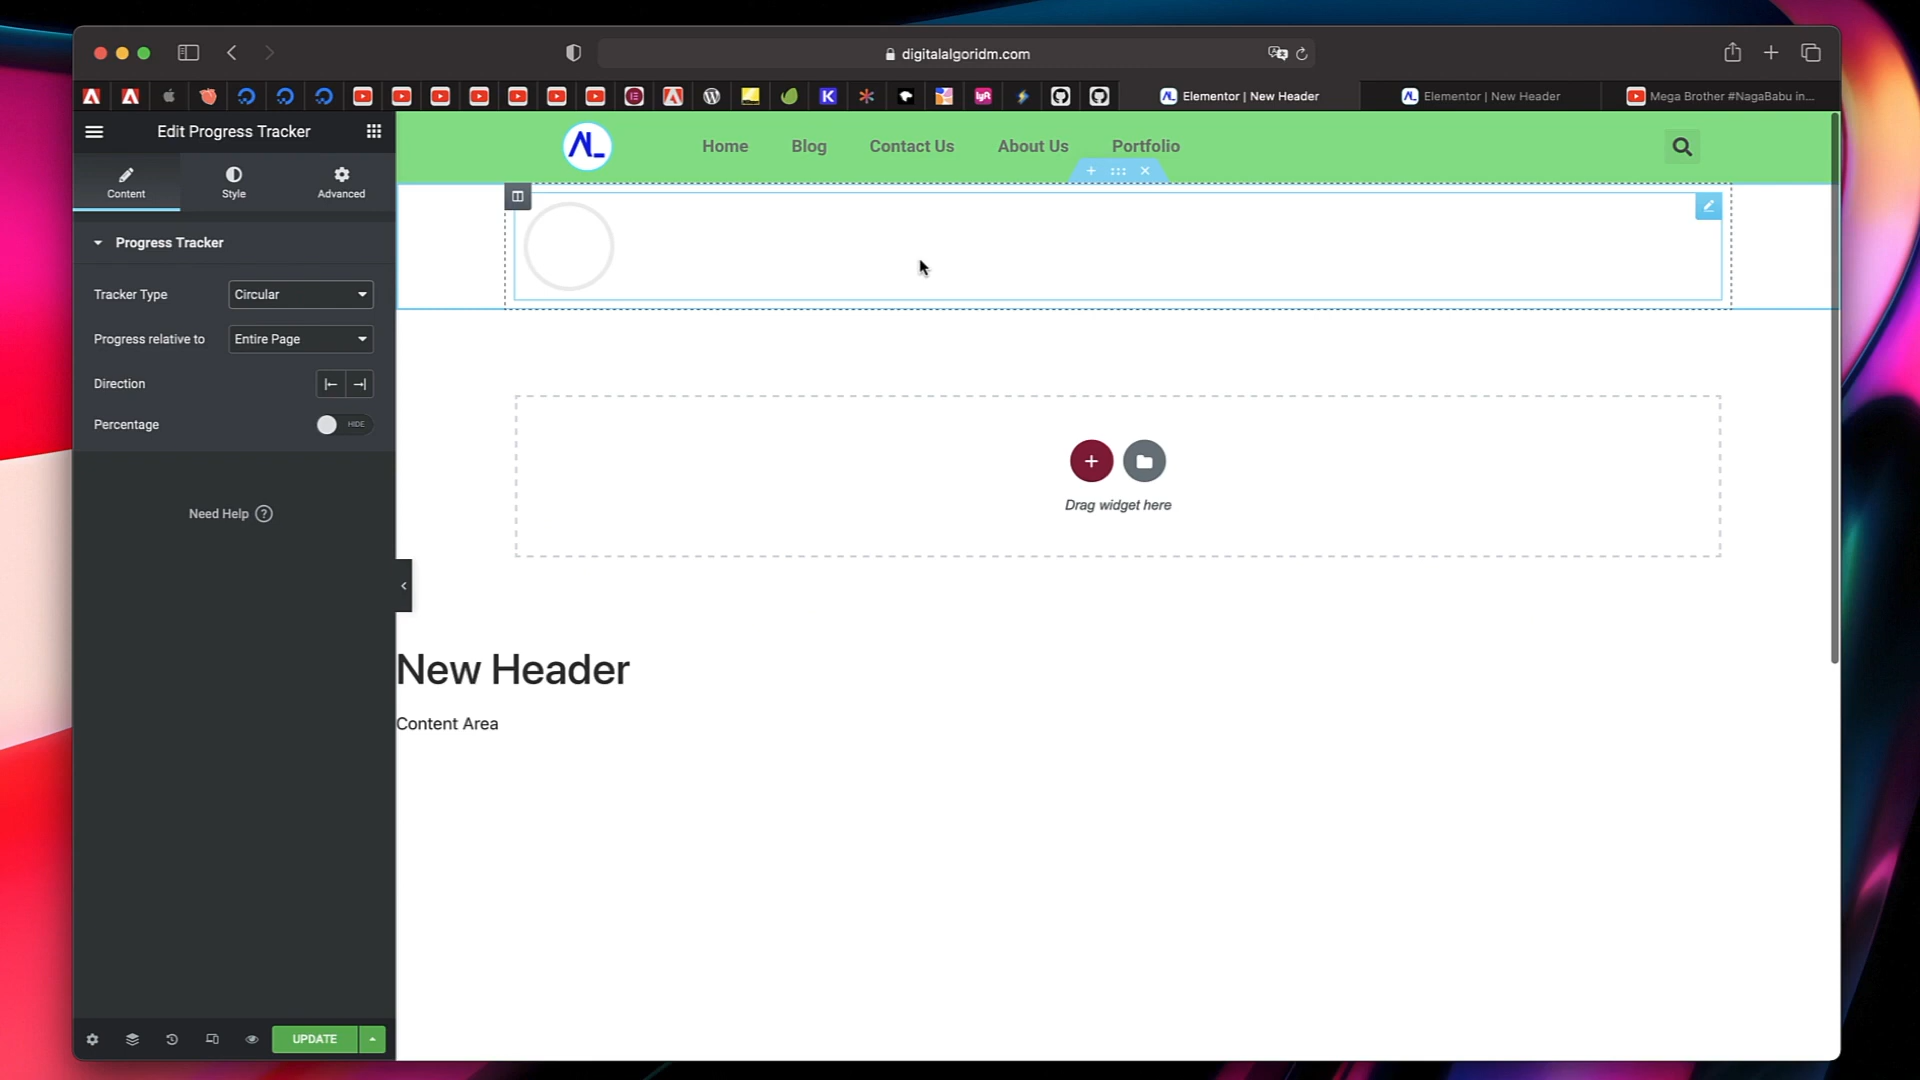 digitalalgoridm.com
Elementor | New Header
Elementor | New Header
Mega Brother #NagaBabu in...
Edit Progress Tracker
Content
Style
Advanced
Progress Tracker
Tracker Type
Circular
Progress relative to
Entire Page
Direction
Percentage
HIDE
Need Help ?
UPDATE
AL
Home
Blog
Contact Us
About Us
Portfolio
Drag widget here
New Header
Content Area